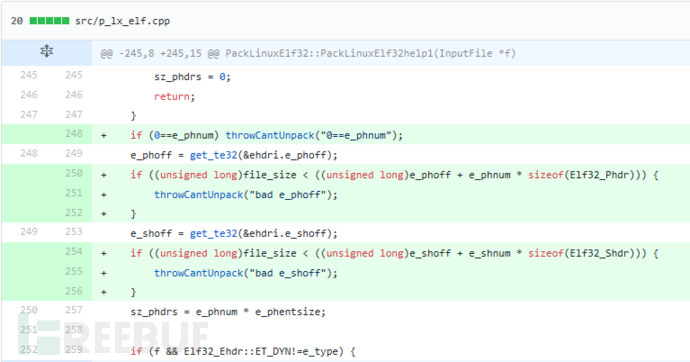 20 src/p_lx_elf.cpp
@@ -245,8 +245,15 @@ PackLinuxElf32::PackLinuxElf32help1(InputFile *f)
245 245 sz_phdrs = 0;
246 246 return;
247 247 }
248 + if (0==e_phnum) throwCantUnpack("0==e_phnum");
248 249 e_phoff = get_te32(&ehdri.e_phoff);
250 + if ((unsigned long)file_size < ((unsigned long)e_phoff + e_phnum * sizeof(Elf32_Phdr))) {
251 + throwCantUnpack("bad e_phoff");
252 + }
249 253 e_shoff = get_te32(&ehdri.e_shoff);
254 + if ((unsigned long)file_size < ((unsigned long)e_shoff + e_shnum * sizeof(Elf32_Shdr))) {
255 + throwCantUnpack("bad e_shoff");
256 + }
250 257 sz_phdrs = e_phnum * e_phentsize;
251 258
252 259 if (f && Elf32_Ehdr::ET_DYN!=e_type) {
FREEBUF